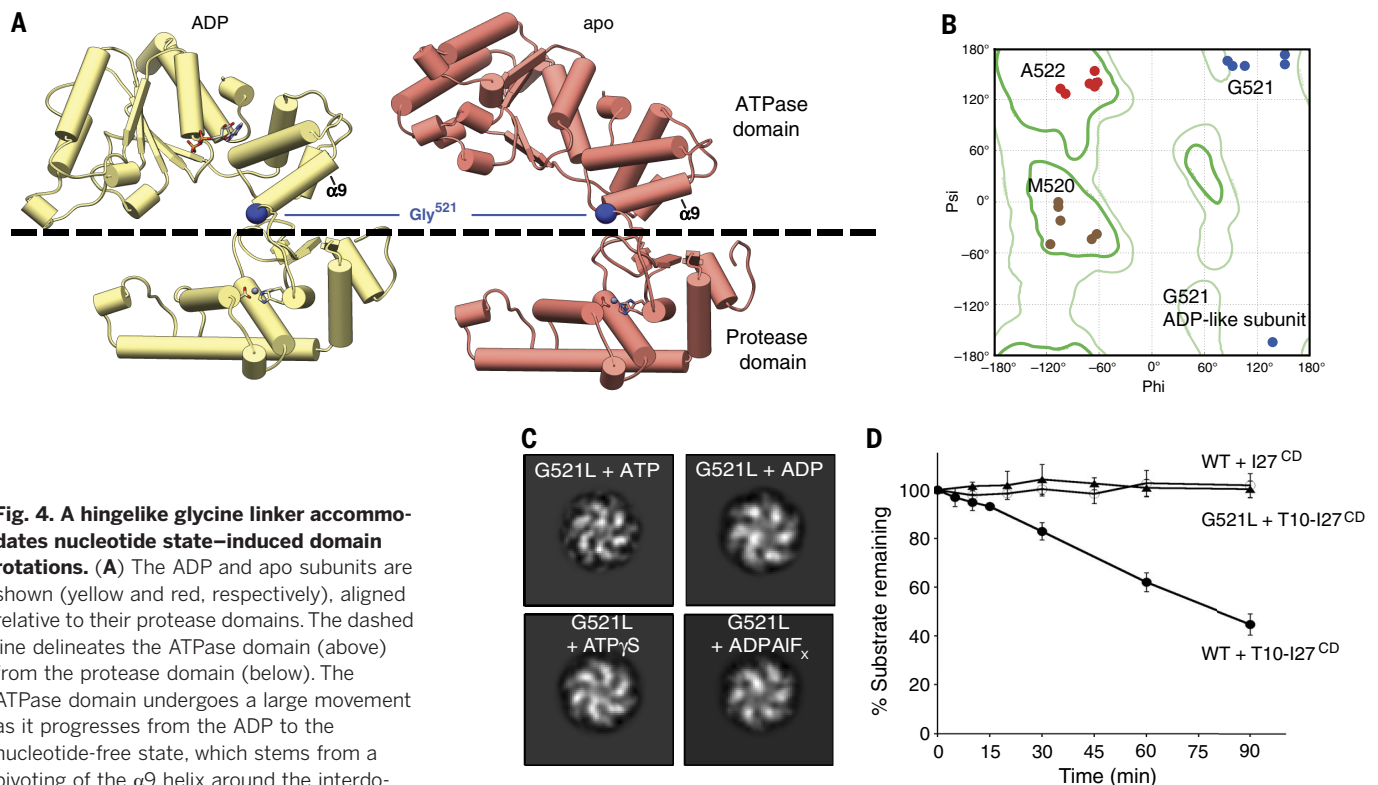 A
ADP
apo
ATPase
domain
α9
α9
Gly521
Protease
domain
B
180°
120°
60°
0°
−60°
−120°
−180°
Psi
A522
G521
M520
G521
ADP-like subunit
−180°
−120°
−60°
0°
60°
120°
180°
Phi
Fig. 4. A hingelike glycine linker accommo-
dates nucleotide state–induced domain
rotations. (A) The ADP and apo subunits are
shown (yellow and red, respectively), aligned
relative to their protease domains. The dashed
line delineates the ATPase domain (above)
from the protease domain (below). The
ATPase domain undergoes a large movement
as it progresses from the ADP to the
nucleotide-free state, which stems from a
pivoting of the α9 helix around the interdo-
C
G521L + ATP
G521L + ADP
G521L
+ ATPγS
G521L
+ ADPAlFx
D
% Substrate remaining
100
80
60
40
20
0
WT + I27CD
G521L + T10-I27CD
WT + T10-I27CD
0 15 30 45 60 75 90
Time (min)